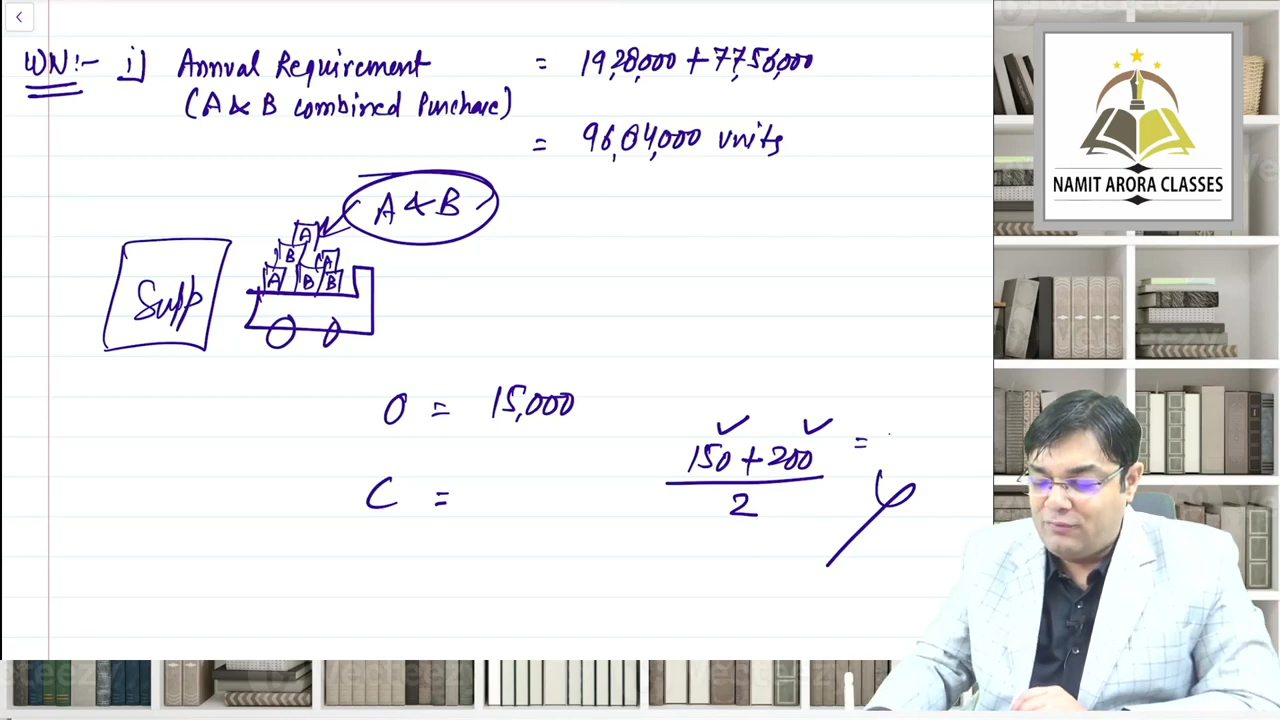 WN:- i) Annual Requirement = 19,28,000 + 77,56,000
(A & B combined Purchase)
= 96,84,000 units
A & B
A
B
A
A
B
B
Supp
O = 15,000
150 + 200 =
2
C =
NAMIT ARORA CLASSES